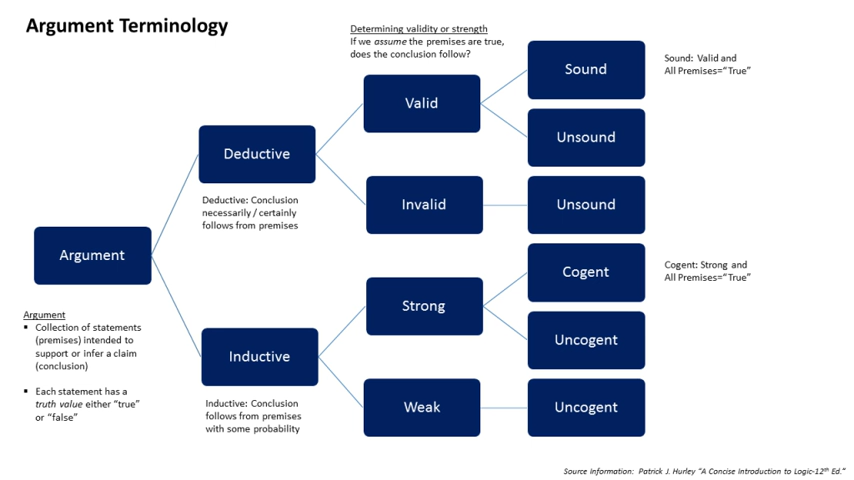 Argument Terminology
Determining validity or strength
If we assume the premises are true,
does the conclusion follow?
Sound
Sound: Valid and
All Premises="True"
Valid
Unsound
Deductive
Deductive: Conclusion
necessarily / certainly
follows from premises
Invalid
Unsound
Argument
Cogent
Cogent: Strong and
All Premises="True"
Strong
Argument
▪ Collection of statements
(premises) intended to
support or infer a claim
(conclusion)
▪ Each statement has a
truth value either “true”
or “false”
Uncogent
Inductive
Inductive: Conclusion
follows from premises
with some probability
Weak
Uncogent
Source Information: Patrick J. Hurley “A Concise Introduction to Logic-12th Ed.”